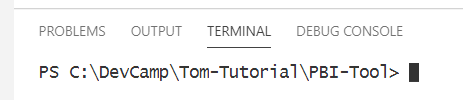 PROBLEMS OUTPUT TERMINAL DEBUG CONSOLE
PS C:\DevCamp\Tom-Tutorial\PBI-Tool>